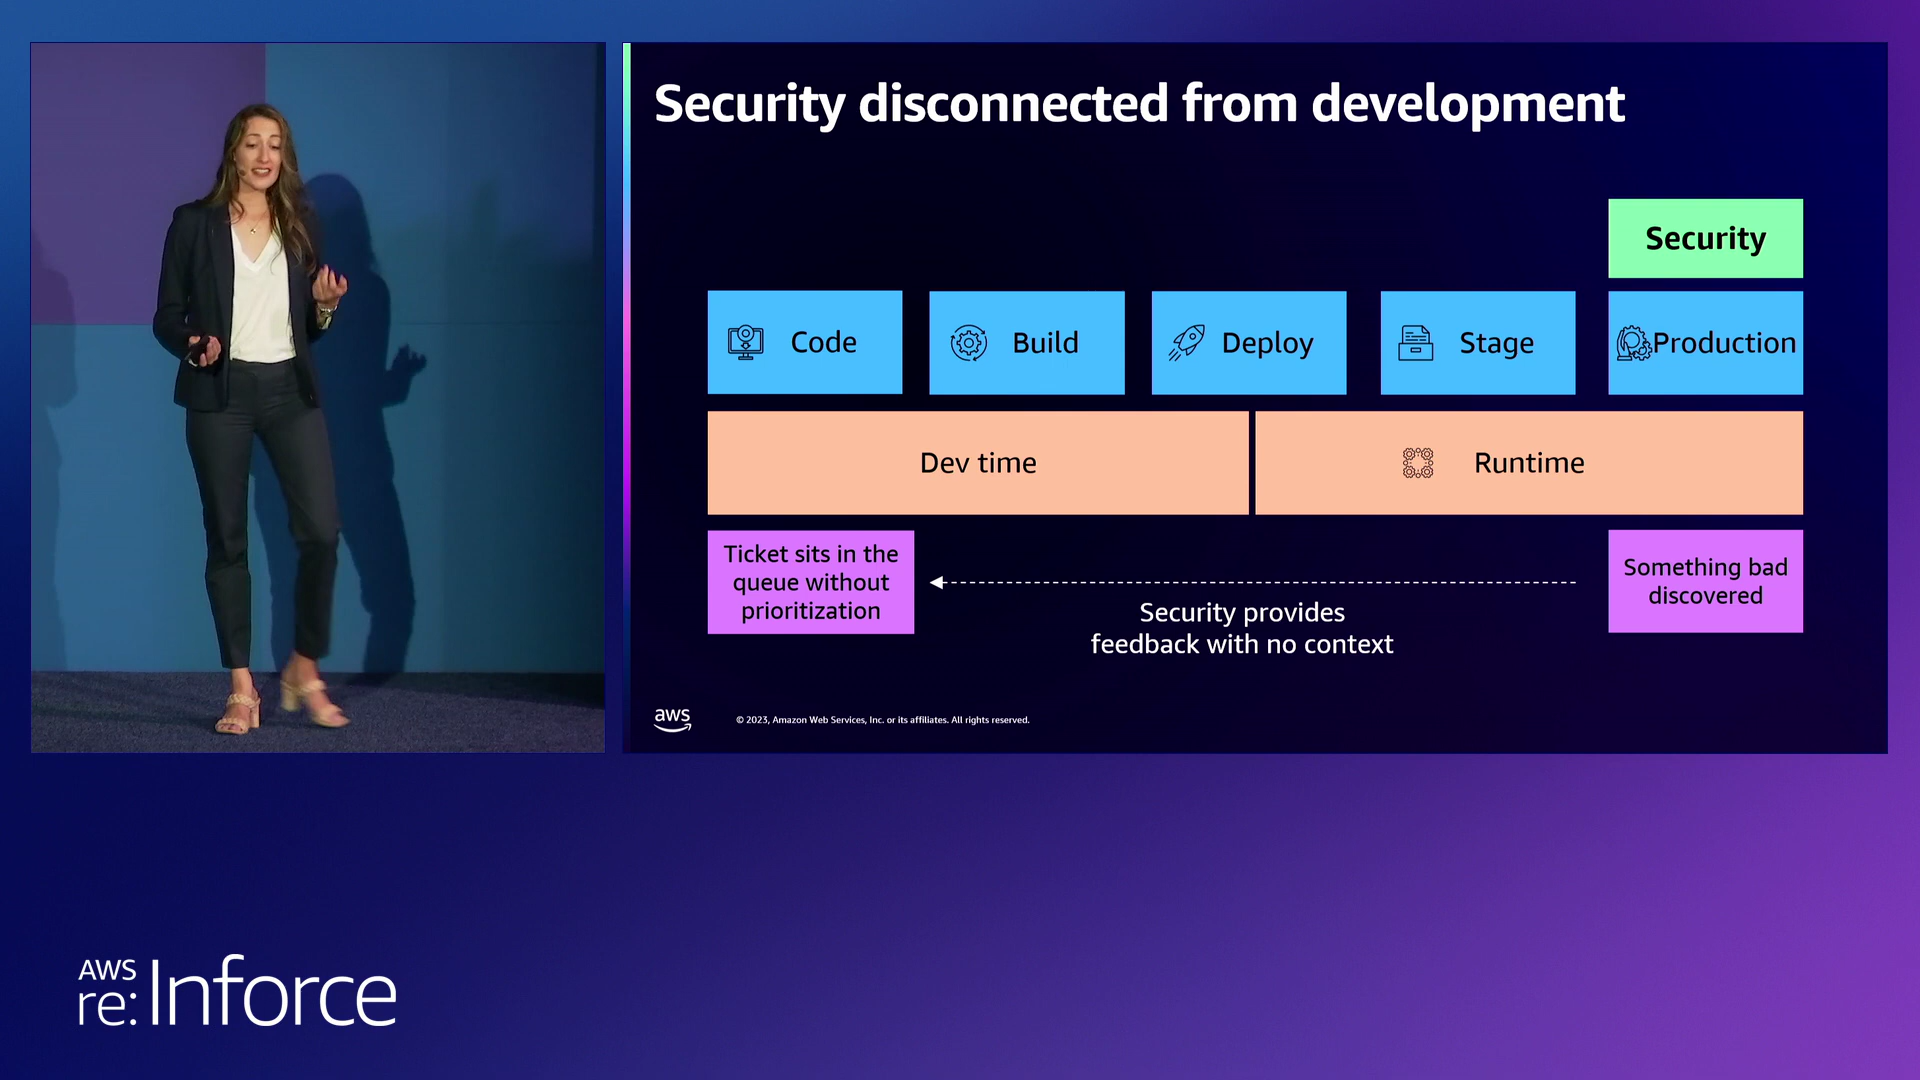 Security disconnected from development
Security
Code
Build
Deploy
Stage
Production
Dev time
Runtime
Ticket sits in the
queue without
prioritization
Security provides
feedback with no context
Something bad
discovered
aws
© 2023, Amazon Web Services, Inc. or its affiliates. All rights reserved.
AWS
re:Inforce